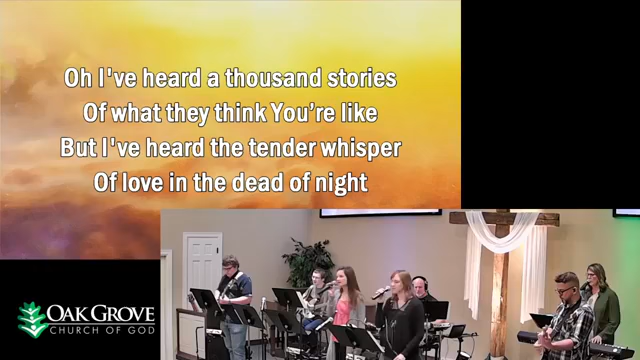 Oh I've heard a thousand stories
Of what they think You’re like
But I've heard the tender whisper
Of love in the dead of night
OAK GROVE
CHURCH OF GOD